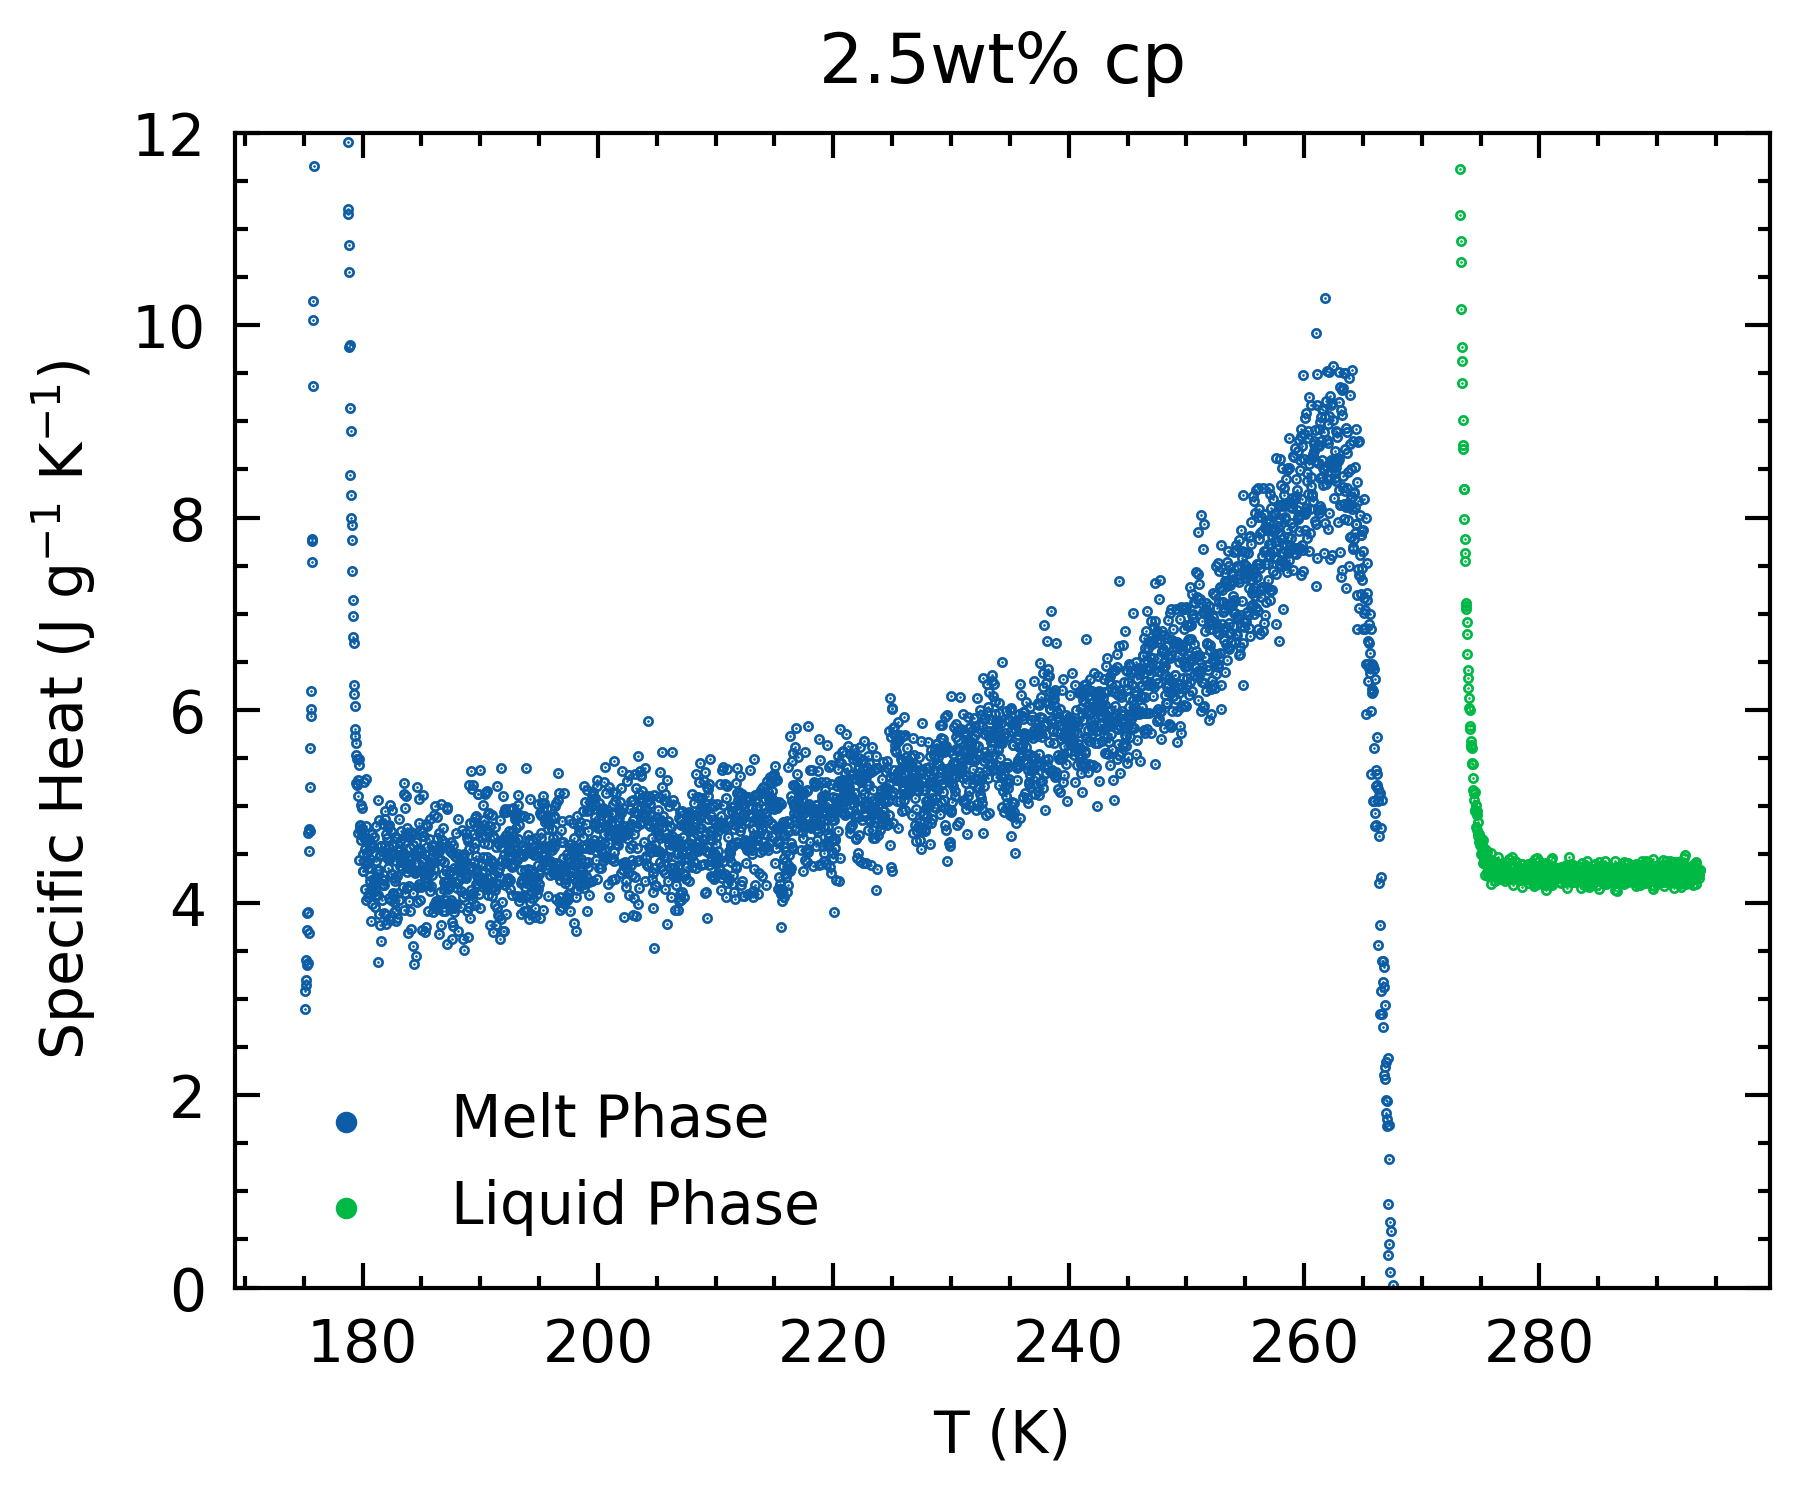 2.5wt% cp
12
10
8
6
4
2
0
Specific Heat (J g⁻¹ K⁻¹)
Melt Phase
Liquid Phase
180 200 220 240 260 280
T (K)